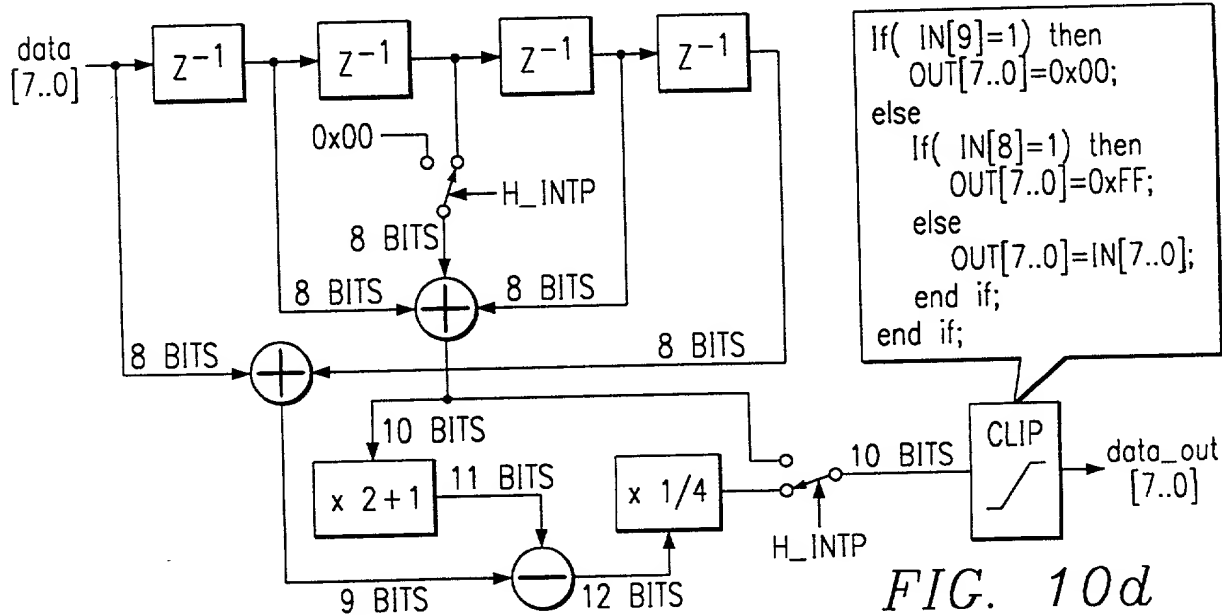 data
[7..0]
Z-1
Z-1
Z-1
Z-1
0x00
H_INTP
8 BITS
8 BITS
8 BITS
8 BITS
8 BITS
10 BITS
x 2+1
11 BITS
x 1/4
9 BITS
12 BITS
H_INTP
10 BITS
CLIP
data_out
[7..0]
If( IN[9]=1) then
OUT[7..0]=0x00;
else
If( IN[8]=1) then
OUT[7..0]=0xFF;
else
OUT[7..0]=IN[7..0];
end if;
end if;
FIG. 10d